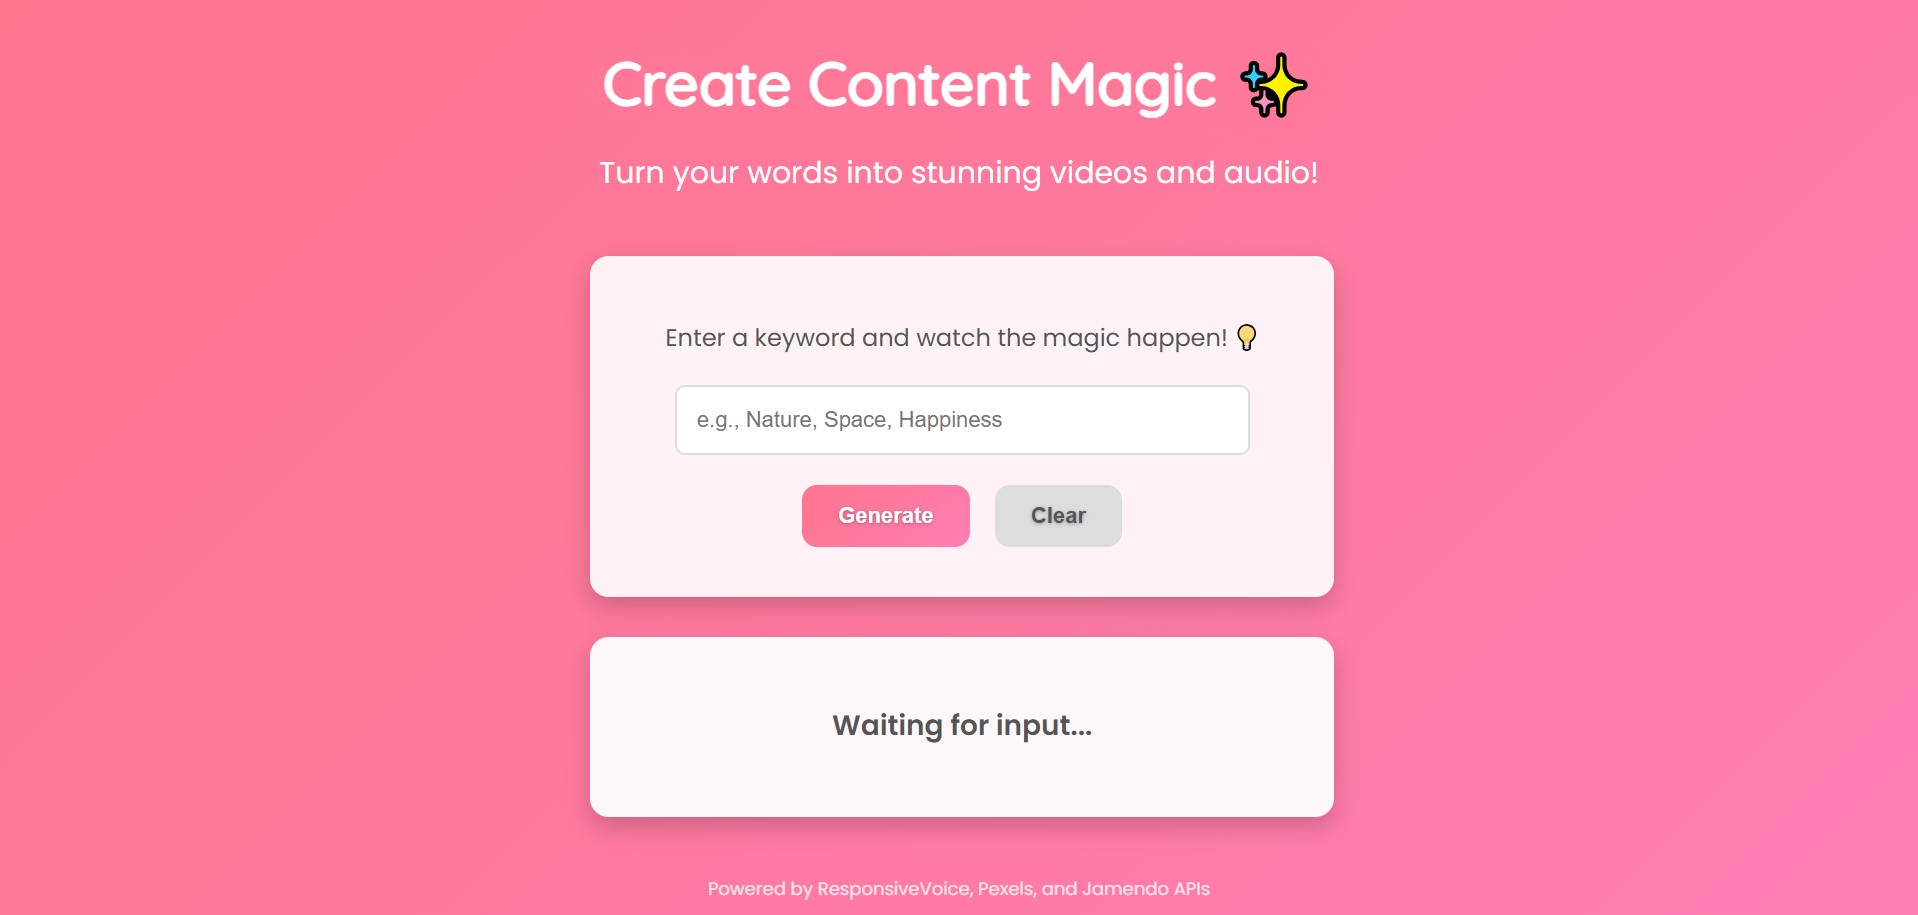 Create Content Magic ✨
Turn your words into stunning videos and audio!
Enter a keyword and watch the magic happen! 💡
e.g., Nature, Space, Happiness
Generate
Clear
Waiting for input...
Powered by ResponsiveVoice, Pexels, and Jamendo APIs